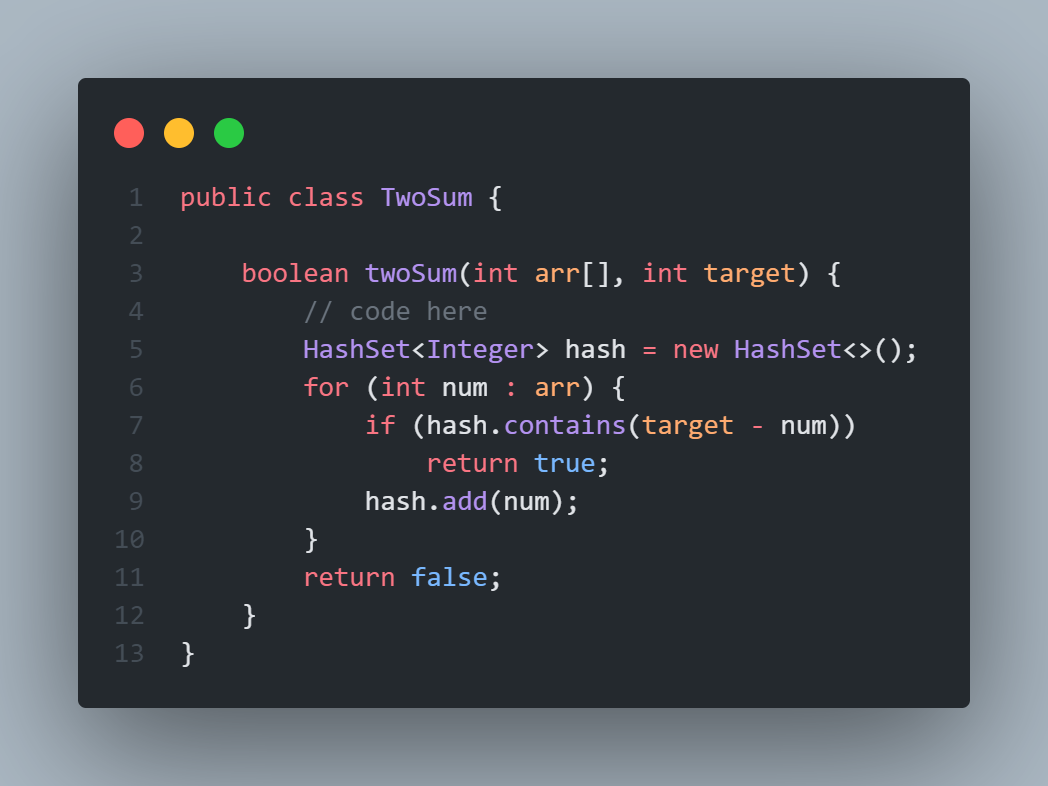 1 public class TwoSum {
2
3     boolean twoSum(int arr[], int target) {
4         // code here
5         HashSet<Integer> hash = new HashSet<>();
6         for (int num : arr) {
7             if (hash.contains(target - num))
8                 return true;
9             hash.add(num);
10         }
11         return false;
12     }
13 }